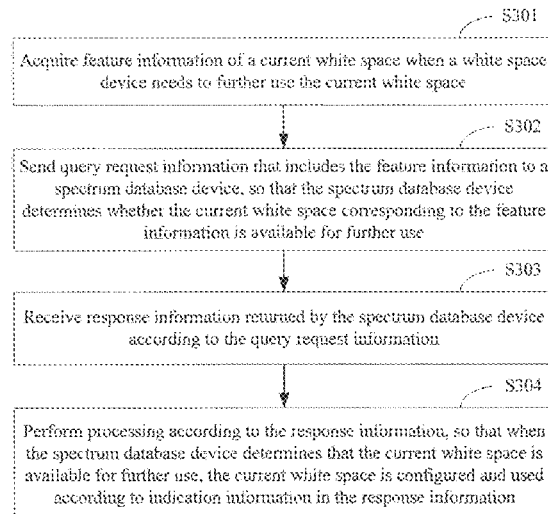 S301
Acquire feature information of a current white space when a white space
device needs to further use the current white space
S302
Send query request information that includes the feature information to a
spectrum database device, so that the spectrum database device
determines whether the current white space corresponding to the feature
information is available for further use
S303
Receive response information returned by the spectrum database device
according to the query request information
S304
Perform processing according to the response information, so that when
the spectrum database device determines that the current white space is
available for further use, the current white space is configured and used
according to indication information in the response information